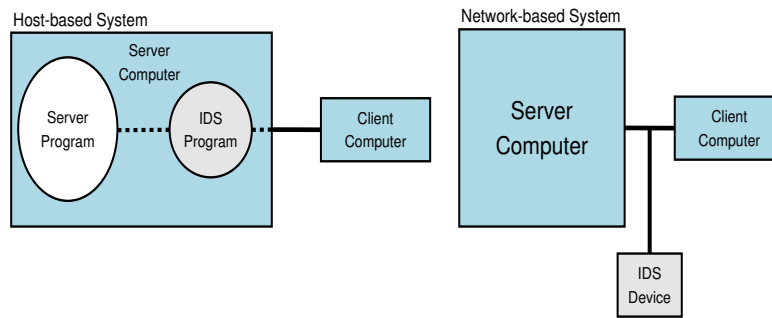 Host-based System
Server
Computer
Server
Program
IDS
Program
Client
Computer
Network-based System
Server
Computer
Client
Computer
IDS
Device